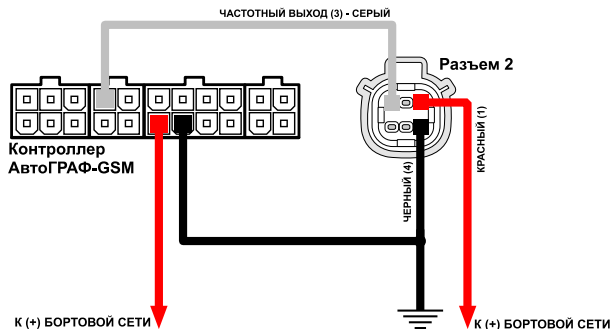 ЧАСТОТНЫЙ ВЫХОД (3) - СЕРЫЙ
Разъем 2
Контроллер
АвтоГРАФ-GSM
ЧЕРНЫЙ (4)
КРАСНЫЙ (1)
К (+) БОРТОВОЙ СЕТИ
К (+) БОРТОВОЙ СЕТИ